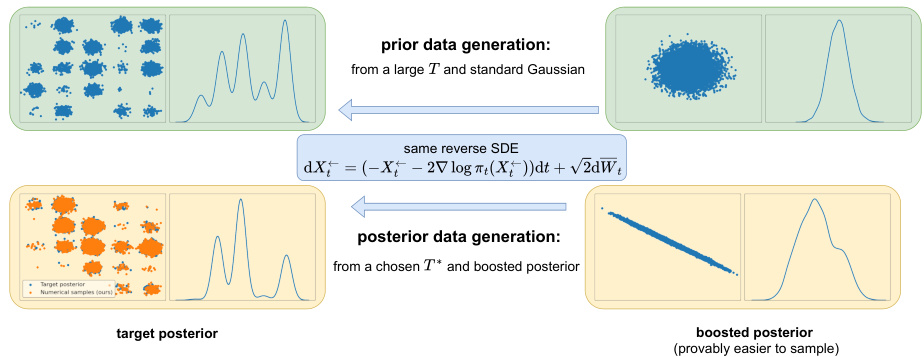 prior data generation:
from a large $T$ and standard Gaussian
same reverse SDE
$\mathrm{d}X_t^{\leftarrow} = (-X_t^{\leftarrow} - 2\nabla \log \pi_t(X_t^{\leftarrow}))\mathrm{d}t + \sqrt{2}\mathrm{d}\overline{W}_t$
posterior data generation:
from a chosen $T^*$ and boosted posterior
Target posterior
Numerical samples (ours)
target posterior
boosted posterior
(provably easier to sample)